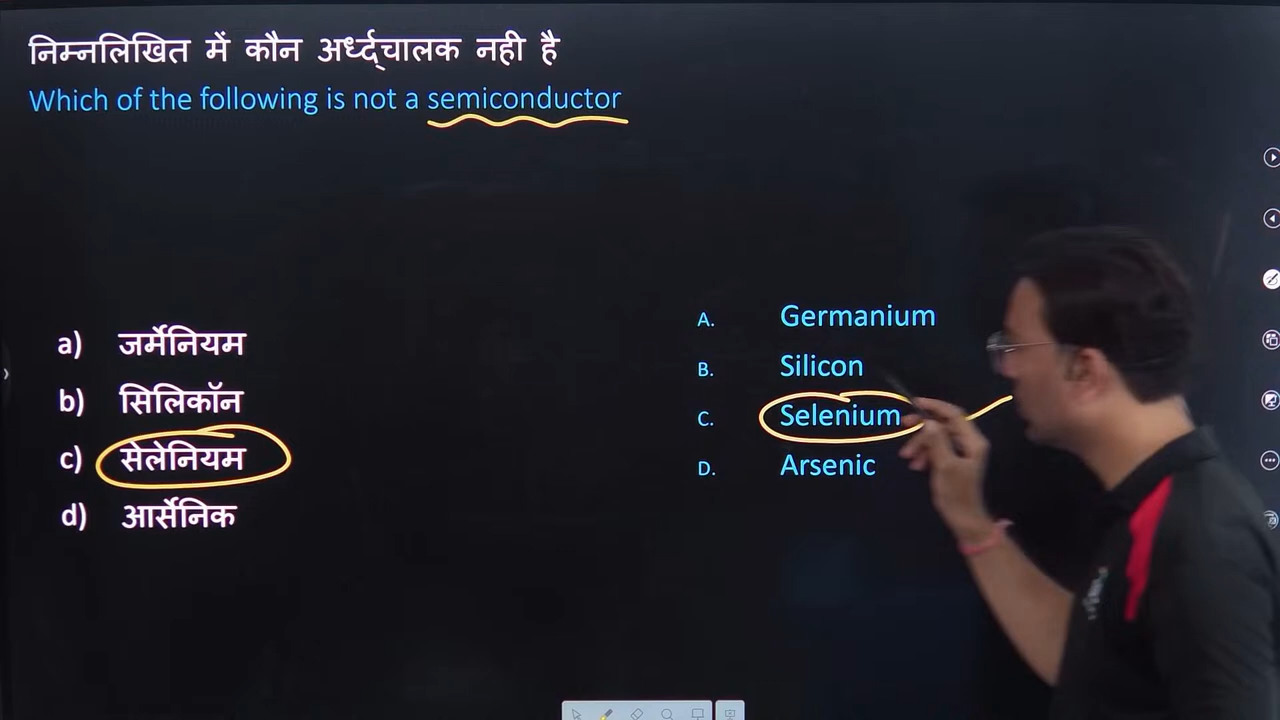 निम्नलिखित में कौन अर्ध्द्चालक नही है
Which of the following is not a semiconductor
a) जर्मेनियम
b) सिलिकॉन
c) सेलेनियम
d) आर्सेनिक
A. Germanium
B. Silicon
C. Selenium
D. Arsenic